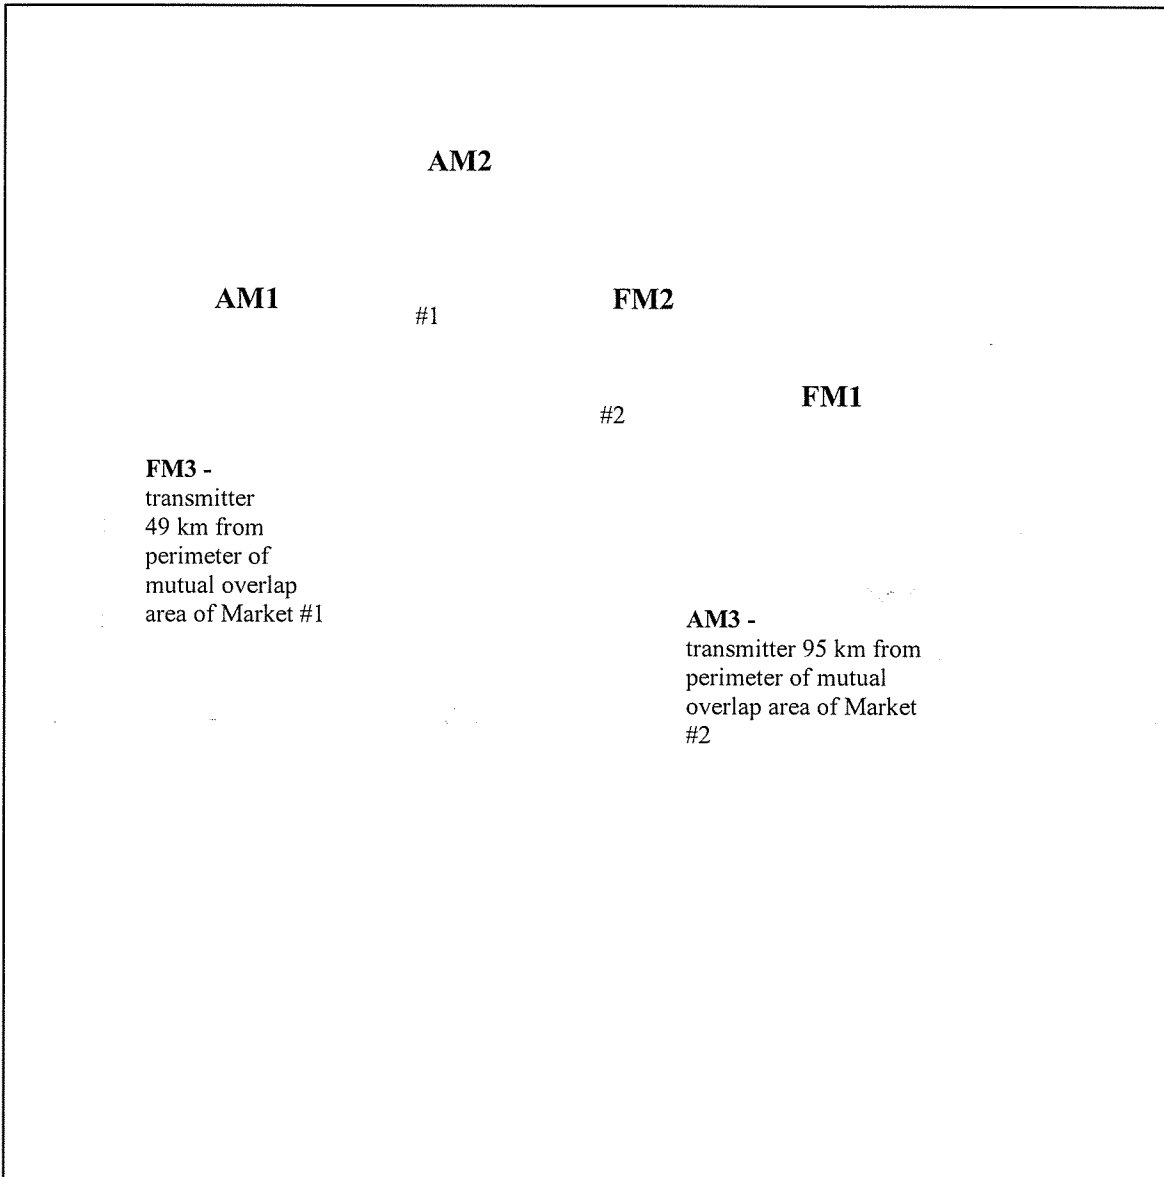 AM2
AM1
#1
FM2
FM1
#2
FM3 -
transmitter
49 km from
perimeter of
mutual overlap
area of Market #1
AM3 -
transmitter 95 km from
perimeter of mutual
overlap area of Market
#2